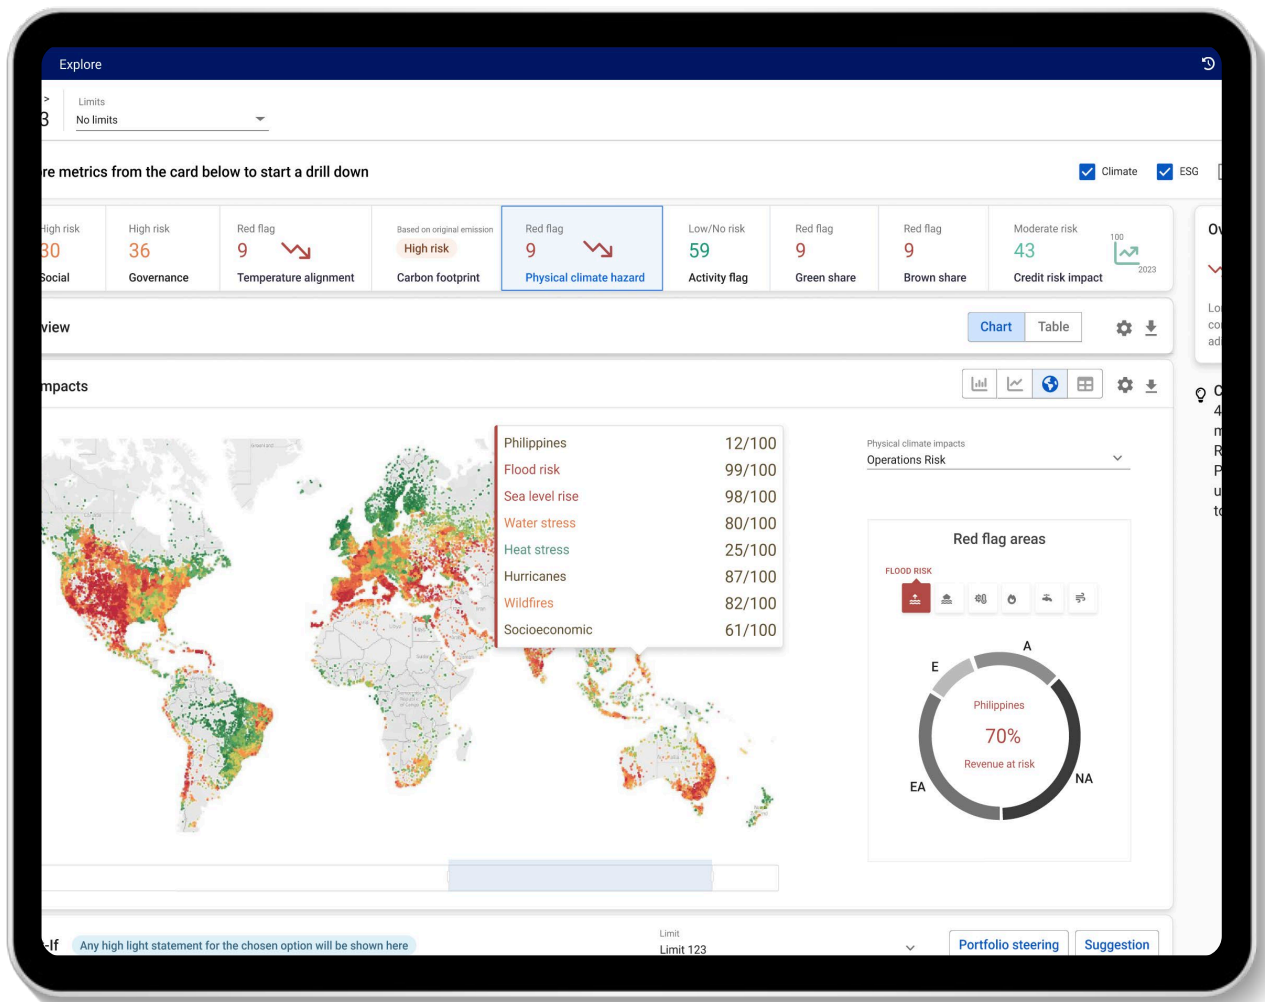 Explore
>
3
Limits
No limits
re metrics from the card below to start a drill down
Climate
ESG
High risk
30
Social
High risk
36
Governance
Red flag
9
Temperature alignment
Based on original emission
High risk
Carbon footprint
Red flag
9
Physical climate hazard
Low/No risk
59
Activity flag
Red flag
9
Green share
Red flag
9
Brown share
Moderate risk
43
Credit risk impact
100
2023
Ov
Lo
co
ad
view
Chart
Table
mpacts
Philippines 12/100
Flood risk 99/100
Sea level rise 98/100
Water stress 80/100
Heat stress 25/100
Hurricanes 87/100
Wildfires 82/100
Socioeconomic 61/100
Physical climate impacts
Operations Risk
Red flag areas
FLOOD RISK
A
E
Philippines
70%
Revenue at risk
EA
NA
C
4
m
R
P
u
to
-If
Any high light statement for the chosen option will be shown here
Limit
Limit 123
Portfolio steering
Suggestion